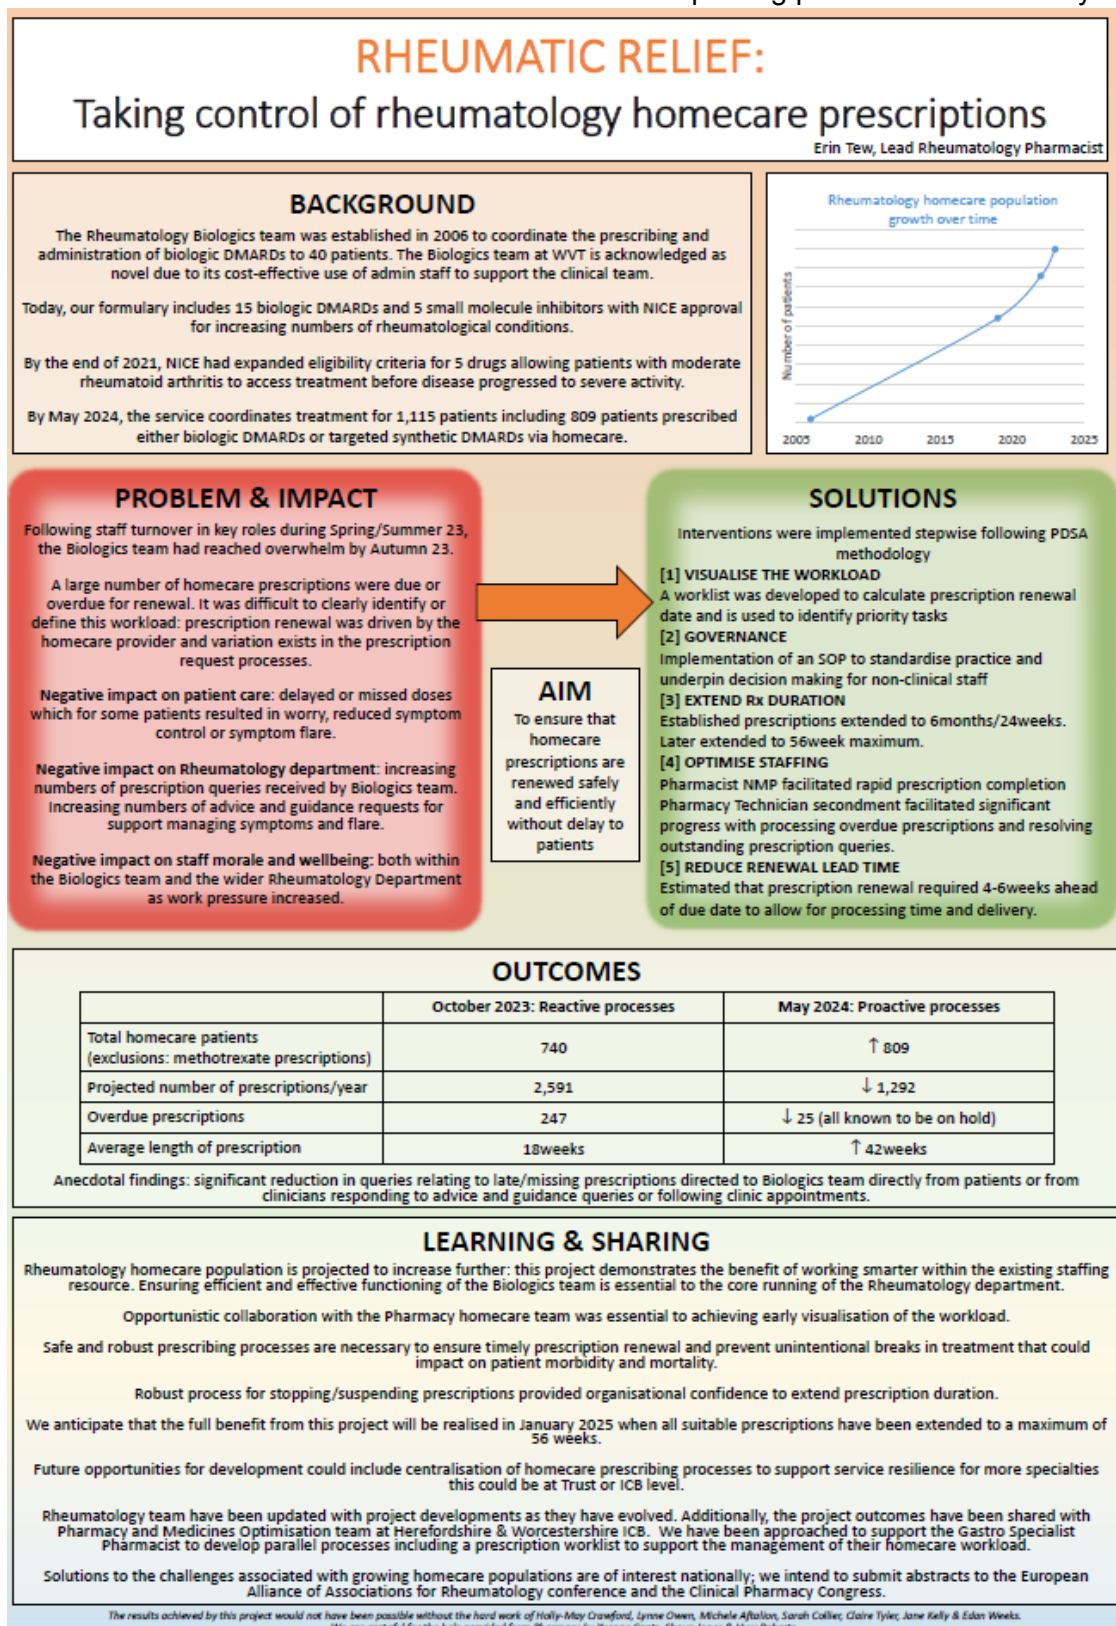 RHEUMATIC RELIEF:
Taking control of rheumatology homecare prescriptions
Erin Tew, Lead Rheumatology Pharmacist
BACKGROUND
The Rheumatology Biologics team was established in 2006 to coordinate the prescribing and
administration of biologic DMARDs to 40 patients. The Biologics team at WVT is acknowledged as
novel due to its cost-effective use of admin staff to support the clinical team.
Today, our formulary includes 15 biologic DMARDs and 5 small molecule inhibitors with NICE approval
for increasing numbers of rheumatological conditions.
By the end of 2021, NICE had expanded eligibility criteria for 5 drugs allowing patients with moderate
rheumatoid arthritis to access treatment before disease progressed to severe activity.
By May 2024, the service coordinates treatment for 1,115 patients including 809 patients prescribed
either biologic DMARDs or targeted synthetic DMARDs via homecare.
Rheumatology homecare population
growth over time
Number of patients
2005 2010 2015 2020 2025
PROBLEM & IMPACT
Following staff turnover in key roles during Spring/Summer 23,
the Biologics team had reached overwhelm by Autumn 23.
A large number of homecare prescriptions were due or
overdue for renewal. It was difficult to clearly identify or
define this workload: prescription renewal was driven by the
homecare provider and variation exists in the prescription
request processes.
Negative impact on patient care: delayed or missed doses
which for some patients resulted in worry, reduced symptom
control or symptom flare.
Negative impact on Rheumatology department: increasing
numbers of prescription queries received by Biologics team.
Increasing numbers of advice and guidance requests for
support managing symptoms and flare.
Negative impact on staff morale and wellbeing: both within
the Biologics team and the wider Rheumatology Department
as work pressure increased.
AIM
To ensure that
homecare
prescriptions are
renewed safely
and efficiently
without delay to
patients
SOLUTIONS
Interventions were implemented stepwise following PDSA
methodology
[1] VISUALISE THE WORKLOAD
A worklist was developed to calculate prescription renewal
date and is used to identify priority tasks
[2] GOVERNANCE
Implementation of an SOP to standardise practice and
underpin decision making for non-clinical staff
[3] EXTEND Rx DURATION
Established prescriptions extended to 6months/24weeks.
Later extended to 56week maximum.
[4] OPTIMISE STAFFING
Pharmacist NMP facilitated rapid prescription completion
Pharmacy Technician secondment facilitated significant
progress with processing overdue prescriptions and resolving
outstanding prescription queries.
[5] REDUCE RENEWAL LEAD TIME
Estimated that prescription renewal required 4-6weeks ahead
of due date to allow for processing time and delivery.
OUTCOMES
October 2023: Reactive processes May 2024: Proactive processes
Total homecare patients
(exclusions: methotrexate prescriptions) 740 ↑ 809
Projected number of prescriptions/year 2,591 ↓ 1,292
Overdue prescriptions 247 ↓ 25 (all known to be on hold)
Average length of prescription 18weeks ↑ 42weeks
Anecdotal findings: significant reduction in queries relating to late/missing prescriptions directed to Biologics team directly from patients or from
clinicians responding to advice and guidance queries or following clinic appointments.
LEARNING & SHARING
Rheumatology homecare population is projected to increase further: this project demonstrates the benefit of working smarter within the existing staffing
resource. Ensuring efficient and effective functioning of the Biologics team is essential to the core running of the Rheumatology department.
Opportunistic collaboration with the Pharmacy homecare team was essential to achieving early visualisation of the workload.
Safe and robust prescribing processes are necessary to ensure timely prescription renewal and prevent unintentional breaks in treatment that could
impact on patient morbidity and mortality.
Robust process for stopping/suspending prescriptions provided organisational confidence to extend prescription duration.
We anticipate that the full benefit from this project will be realised in January 2025 when all suitable prescriptions have been extended to a maximum of
56 weeks.
Future opportunities for development could include centralisation of homecare prescribing processes to support service resilience for more specialties
this could be at Trust or ICB level.
Rheumatology team have been updated with project developments as they have evolved. Additionally, the project outcomes have been shared with
Pharmacy and Medicines Optimisation team at Herefordshire & Worcestershire ICB. We have been approached to support the Gastro Specialist
Pharmacist to develop parallel processes including a prescription worklist to support the management of their homecare workload.
Solutions to the challenges associated with growing homecare populations are of interest nationally; we intend to submit abstracts to the European
Alliance of Associations for Rheumatology conference and the Clinical Pharmacy Congress.
The results achieved by this project would not have been possible without the hard work of Holly-May Crawford, Lynne Owen, Michele Aftalion, Sarah Collier, Claire Tyler, Jane Kelly & Edan Weeks.